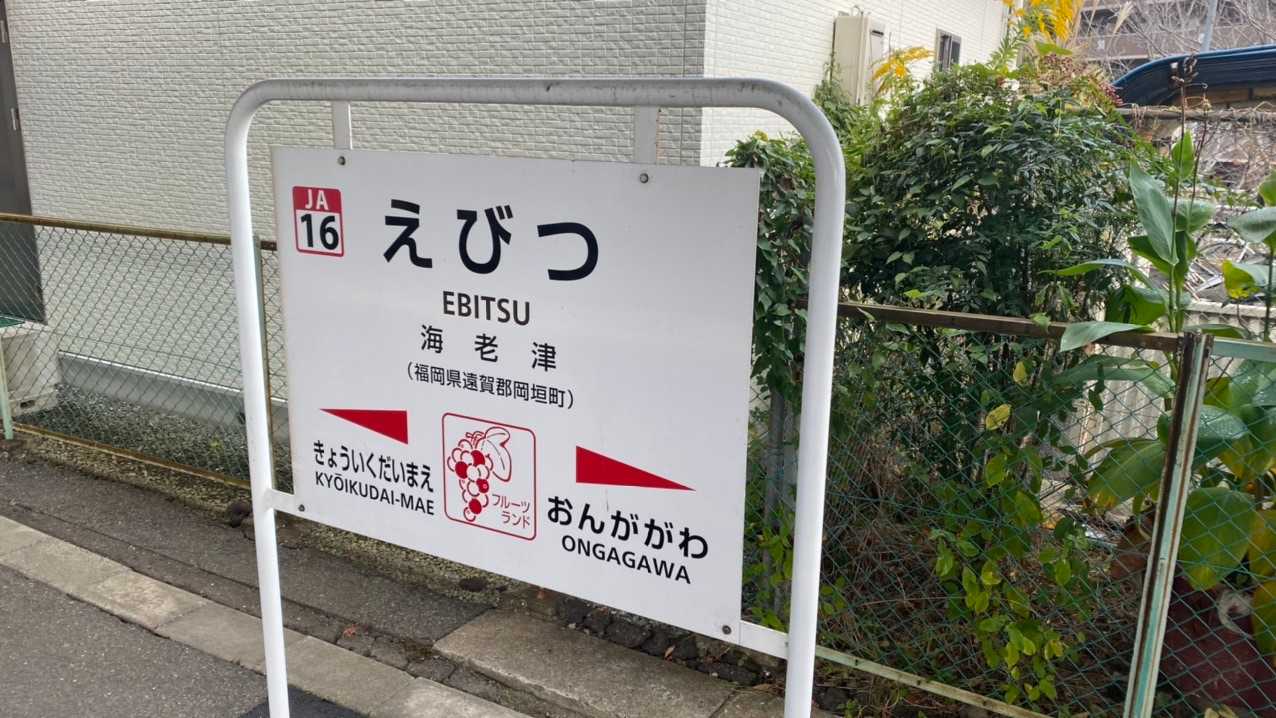 JA
16
えびつ
EBITSU
海老津
(福岡県遠賀郡岡垣町)
きょういくだいまえ
KYŌIKUDAI-MAE
フルーツ
ランド
おんががわ
ONGAGAWA